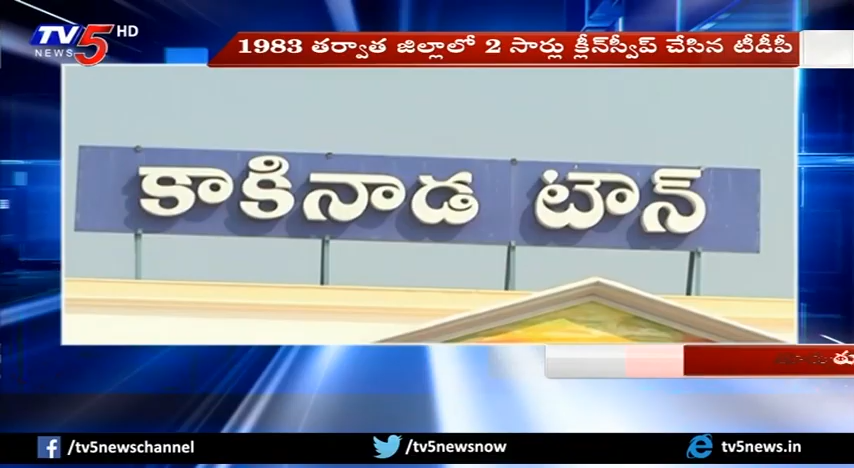 TV5 HD
NEWS
1983 తర్వాత జిల్లాలో 2 సార్లు క్లీన్‌స్వీప్ చేసిన టీడీపీ
కాకినాడ టౌన్
/tv5newschannel
/tv5newsnow
tv5news.in